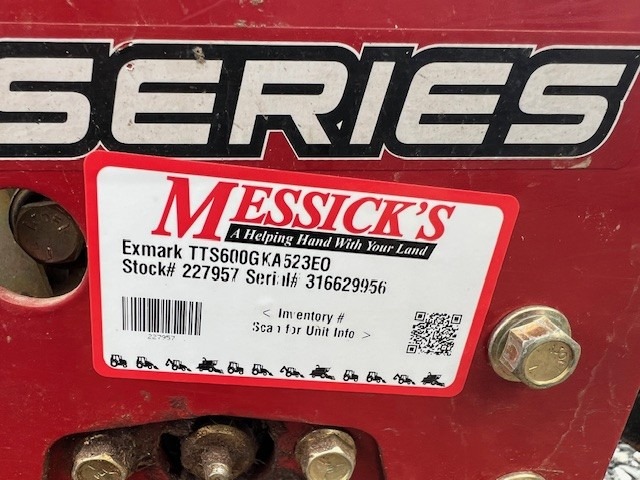 SERIES
MESSICK'S
A Helping Hand With Your Land
Exmark TTS600GKA523E0
Stock# 227957 Serial# 316629956
< Inventory #
Scan for Unit Info >
227957